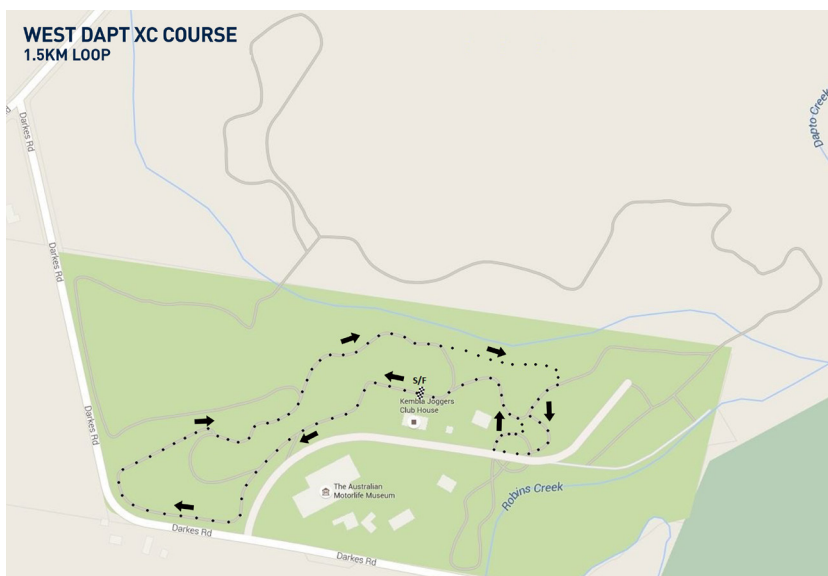 WEST DAPT XC COURSE
1.5KM LOOP
Darkes Rd
Dapto Creek
Darkes Rd
S/F
Kembla Joggers
Club House
Darkes Rd
The Australian
Motorlife Museum
Robins Creek
Darkes Rd
Darkes Rd